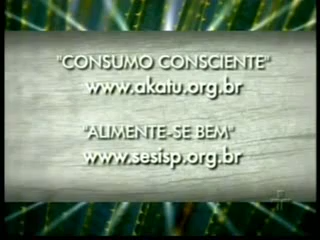 "CONSUMO CONSCIENTE"
www.akatu.org.br
"ALIMENTE-SE BEM"
www.sesisp.org.br